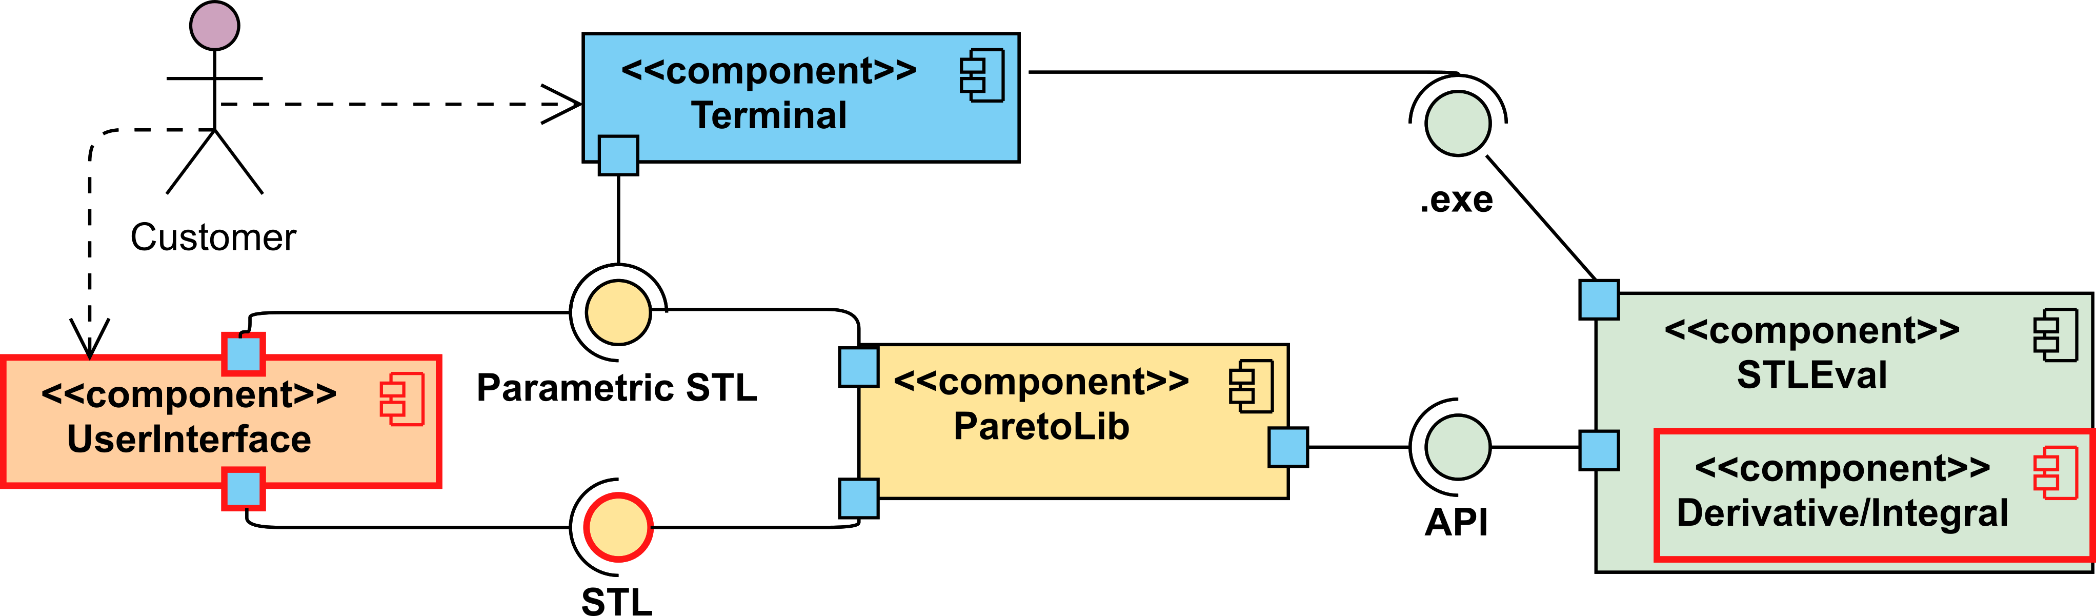 <<component>>
Terminal
.exe
Customer
<<component>>
STLEval
<<component>>
UserInterface
Parametric STL
<<component>>
ParetoLib
<<component>>
Derivative/Integral
API
STL